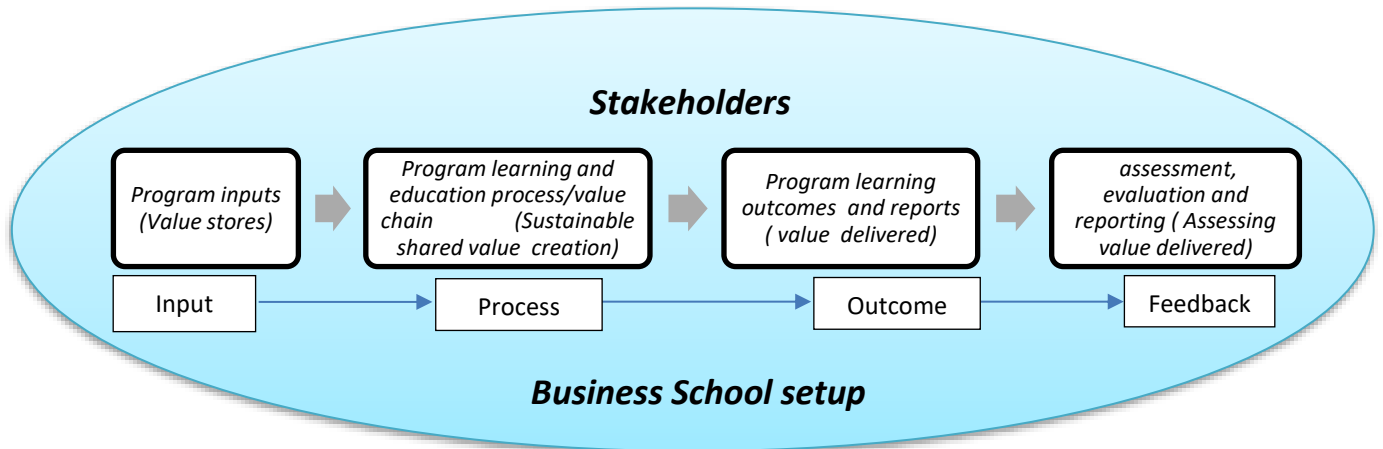 Stakeholders
Program inputs
(Value stores)
Program learning and
education process/value
chain (Sustainable
shared value creation)
Program learning
outcomes and reports
( value delivered)
assessment,
evaluation and
reporting ( Assessing
value delivered)
Input
Process
Outcome
Feedback
Business School setup